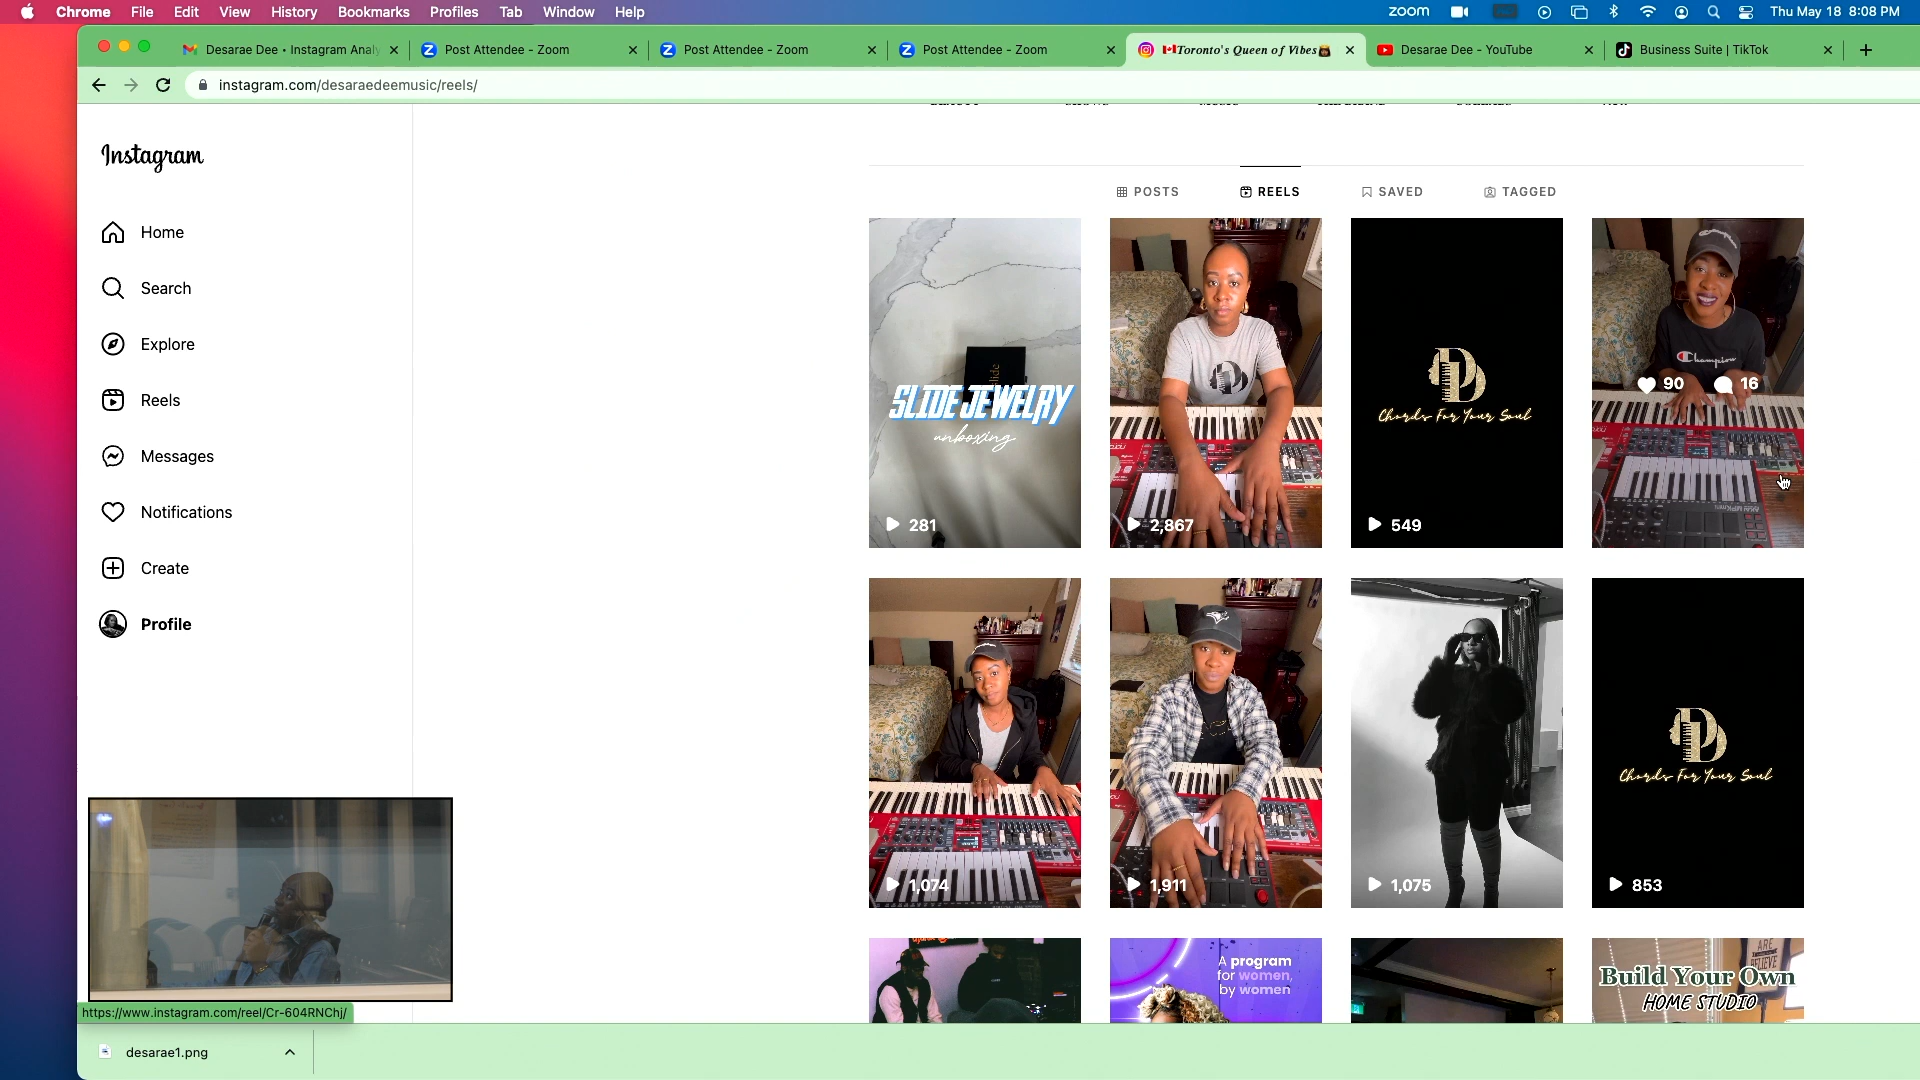 Chrome File Edit View History Bookmarks Profiles Tab Window Help
zoom
Thu May 18 8:08 PM
Desarae Dee • Instagram Analy
Post Attendee - Zoom
Post Attendee - Zoom
Post Attendee - Zoom
Toronto's Queen of Vibes
Desarae Dee - YouTube
Business Suite | TikTok
instagram.com/desaraedeemusic/reels/
Instagram
Home
Search
Explore
Reels
Messages
Notifications
Create
Profile
POSTS REELS SAVED TAGGED
slide
SLIDE JEWELRY
unboxing
281
2,867
Chords For Your Soul
549
Champion
90 16
1,074
1,911
1,075
Chords For Your Soul
853
A program
for women,
by women
ARE
BELIEVE
Build Your Own
HOME STUDIO
https://www.instagram.com/reel/Cr-604RNChj/
desarae1.png